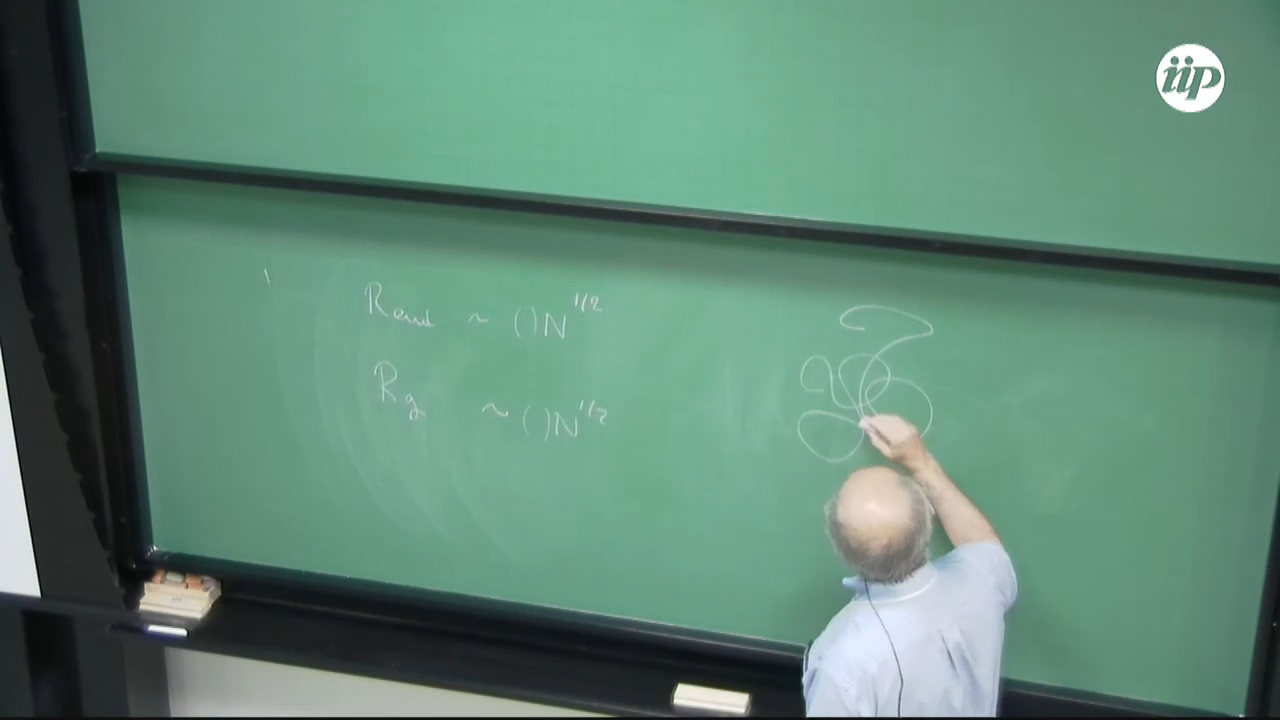 R_end ~ ( ) N^1/2
R_g ~ ( ) N^1/2
iip